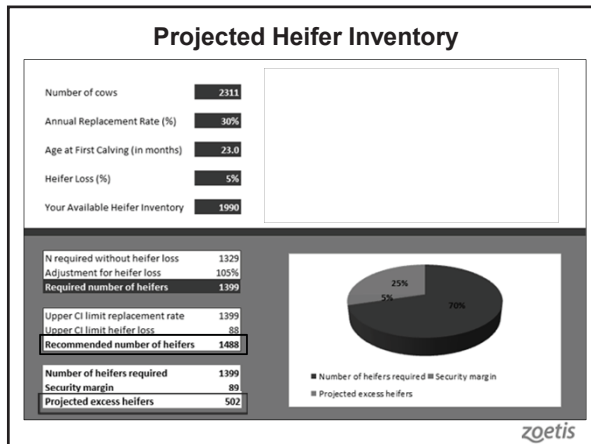 Projected Heifer Inventory
Number of cows 2311
Annual Replacement Rate (%) 30%
Age at First Calving (in months) 23.0
Heifer Loss (%) 5%
Your Available Heifer Inventory 1990
N required without heifer loss 1329
Adjustment for heifer loss 105%
Required number of heifers 1399
Upper CI limit replacement rate 1399
Upper CI limit heifer loss 88
Recommended number of heifers 1488
Number of heifers required 1399
Security margin 89
Projected excess heifers 502
25%
5%
70%
Number of heifers required Security margin
Projected excess heifers
zoetis